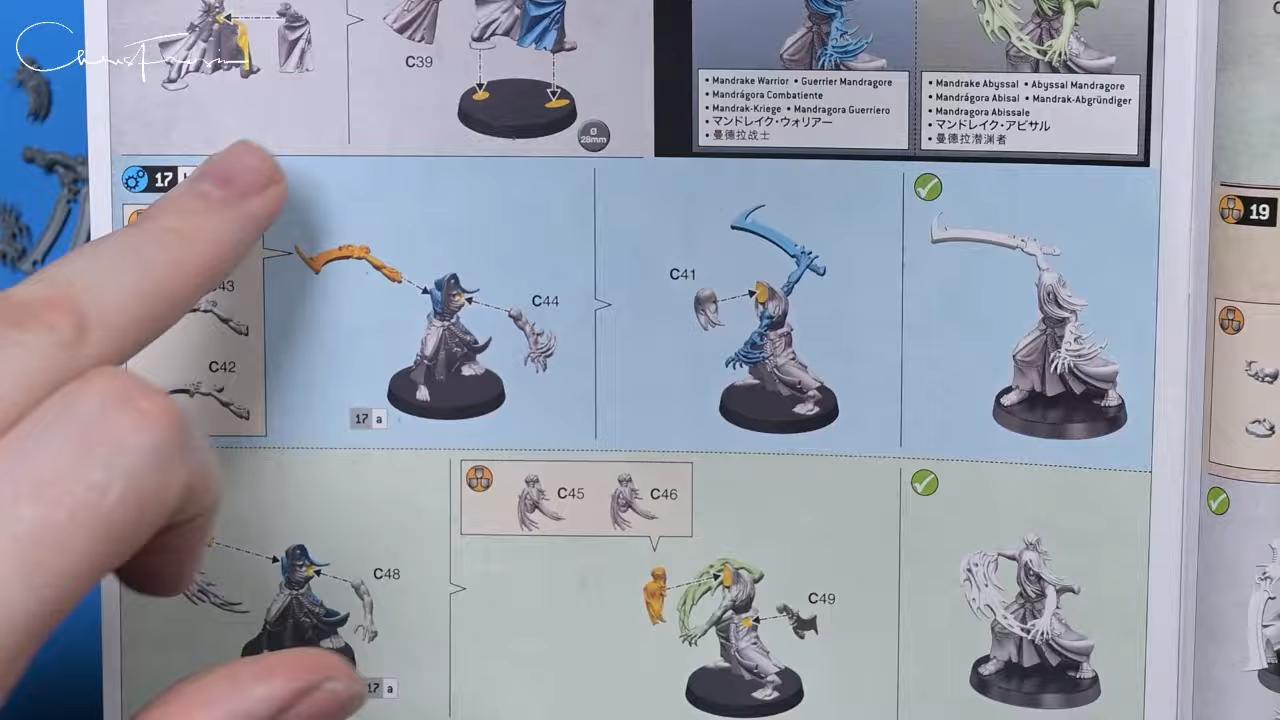 C39
Ø
28mm
• Mandrake Warrior • Guerrier Mandragore
• Mandrágora Combatiente
• Mandrak-Kriege • Mandragora Guerriero
• マンドレイク・ウォリアー
• 曼德拉战士
• Mandrake Abyssal • Abyssal Mandragore
• Mandrágora Abisal • Mandrak-Abgründiger
• Mandragora Abissale
• マンドレイク・アビサル
• 曼德拉潜渊者
17
43
C42
C44
17 a
C41
19
C48
17 a
C45
C46
C49